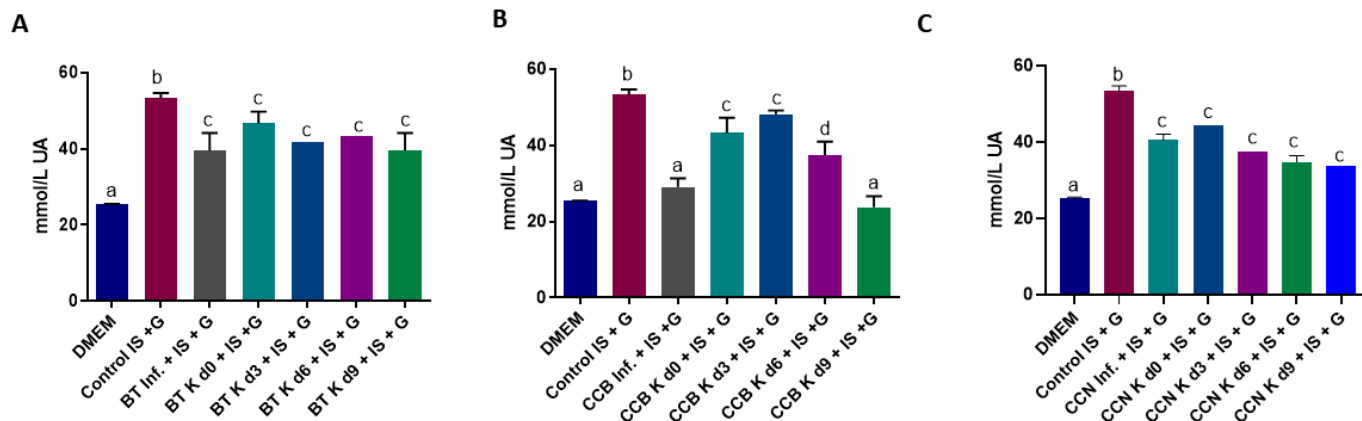 A
mmol/L UA
60
40
20
0
a
b
c
c
c
c
c
DMEM
Control IS +G
BT Inf. + IS + G
BT K d0 + IS +G
BT K d3 + IS + G
BT K d6 + IS + G
BT K d9 + IS + G
B
mmol/L UA
60
40
20
0
a
b
a
c
c
d
a
DMEM
Control IS + G
CCB Inf. + IS +G
CCB K d0 + IS + G
CCB K d3 + IS + G
CCB K d6 + IS +G
CCB K d9 + IS +G
C
mmol/L UA
60
40
20
0
a
b
c
c
c
c
c
DMEM
Control IS + G
CCN Inf. + IS + G
CCN K d0 + IS + G
CCN K d3 + IS + G
CCN K d6 + IS + G
CCN K d9 + IS + G